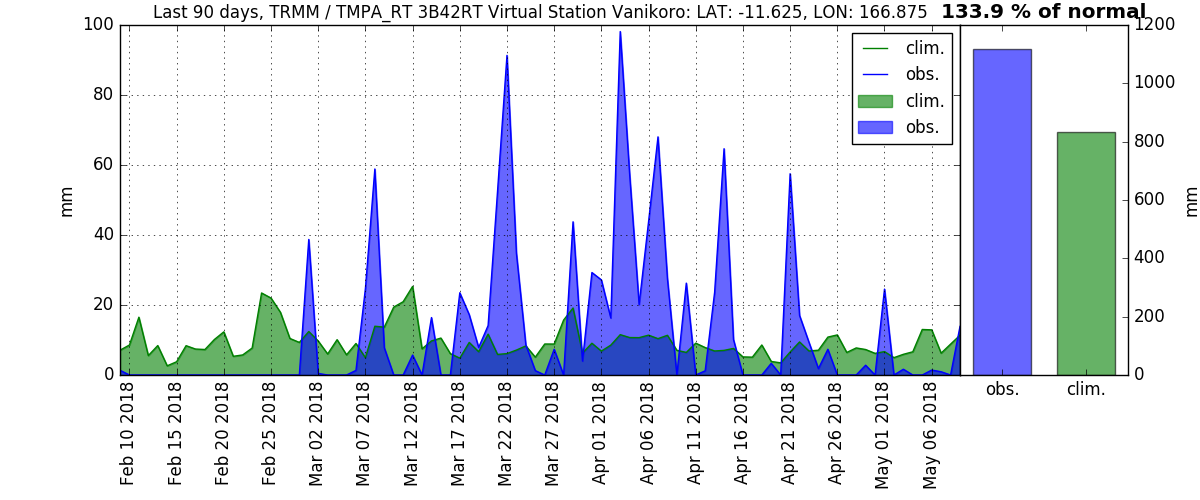 Last 90 days, TRMM / TMPA_RT 3B42RT Virtual Station Vanikoro: LAT: -11.625, LON: 166.875 133.9 % of normal
100
80
60
40
20
0
mm
clim.
obs.
clim.
obs.
1200
1000
800
600
400
200
0
mm
Feb 10 2018
Feb 15 2018
Feb 20 2018
Feb 25 2018
Mar 02 2018
Mar 07 2018
Mar 12 2018
Mar 17 2018
Mar 22 2018
Mar 27 2018
Apr 01 2018
Apr 06 2018
Apr 11 2018
Apr 16 2018
Apr 21 2018
Apr 26 2018
May 01 2018
May 06 2018
obs.
clim.